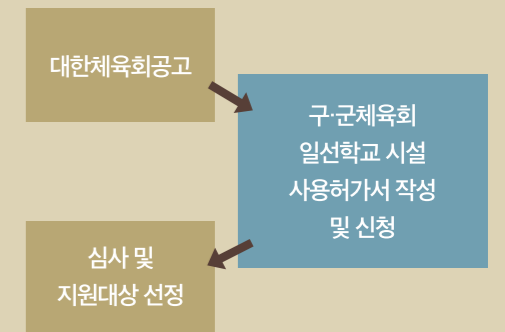 대한체육회공고
구·군체육회
일선학교 시설
사용허가서 작성
및 신청
심사 및
지원대상 선정